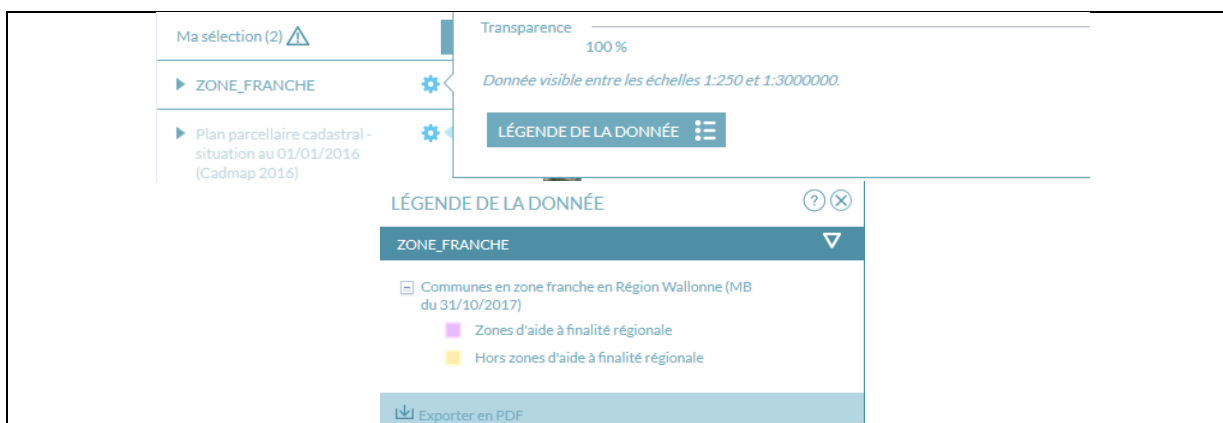 Ma sélection (2)
Transparence
100 %
ZONE_FRANCHE
Donnée visible entre les échelles 1:250 et 1:3000000.
LÉGENDE DE LA DONNÉE
Plan parcellaire cadastral -
situation au 01/01/2016
(Cadmap 2016)
LÉGENDE DE LA DONNÉE
ZONE_FRANCHE
Communes en zone franche en Région Wallonne (MB
du 31/10/2017)
Zones d'aide à finalité régionale
Hors zones d'aide à finalité régionale
Exporter en PDF